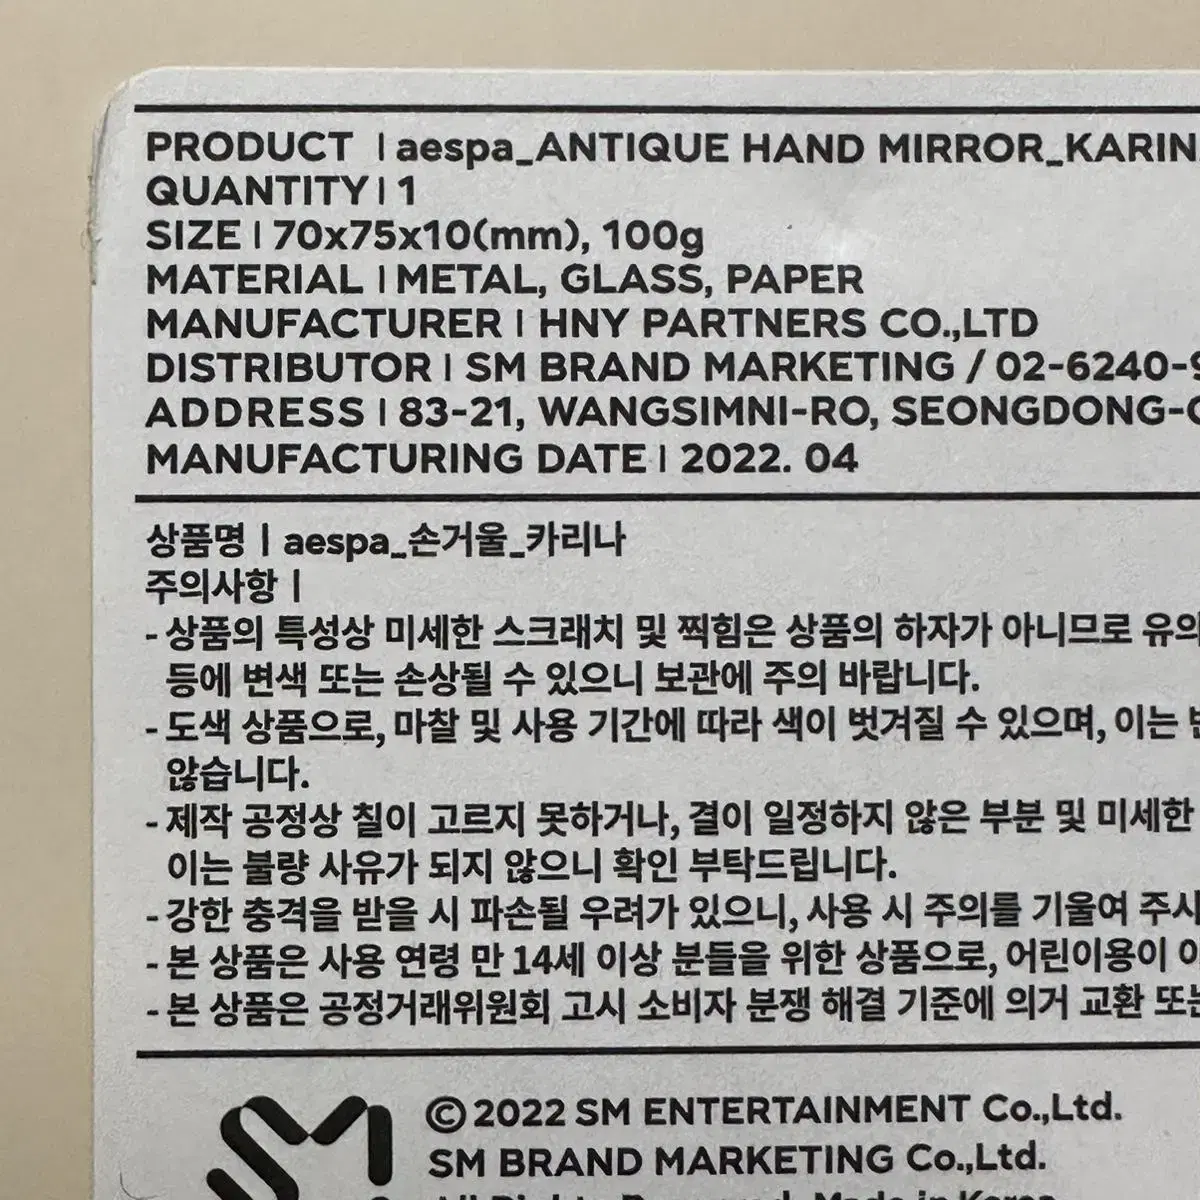 PRODUCT | aespa_ANTIQUE HAND MIRROR_KARIN
QUANTITY | 1
SIZE | 70x75x10(mm), 100g
MATERIAL | METAL, GLASS, PAPER
MANUFACTURER | HNY PARTNERS CO.,LTD
DISTRIBUTOR | SM BRAND MARKETING / 02-6240-9
ADDRESS | 83-21, WANGSIMNI-RO, SEONGDONG-
MANUFACTURING DATE | 2022. 04
상품명 | aespa_손거울_카리나
주의사항 |
- 상품의 특성상 미세한 스크래치 및 찍힘은 상품의 하자가 아니므로 유의
등에 변색 또는 손상될 수 있으니 보관에 주의 바랍니다.
- 도색 상품으로, 마찰 및 사용 기간에 따라 색이 벗겨질 수 있으며, 이는
않습니다.
- 제작 공정상 칠이 고르지 못하거나, 결이 일정하지 않은 부분 및 미세한
이는 불량 사유가 되지 않으니 확인 부탁드립니다.
- 강한 충격을 받을 시 파손될 우려가 있으니, 사용 시 주의를 기울여 주시
- 본 상품은 사용 연령 만 14세 이상 분들을 위한 상품으로, 어린이용이
- 본 상품은 공정거래위원회 고시 소비자 분쟁 해결 기준에 의거 교환 또는
SM
© 2022 SM ENTERTAINMENT Co.,Ltd.
SM BRAND MARKETING Co.,Ltd.
All Rights Reserved. Made in Korea